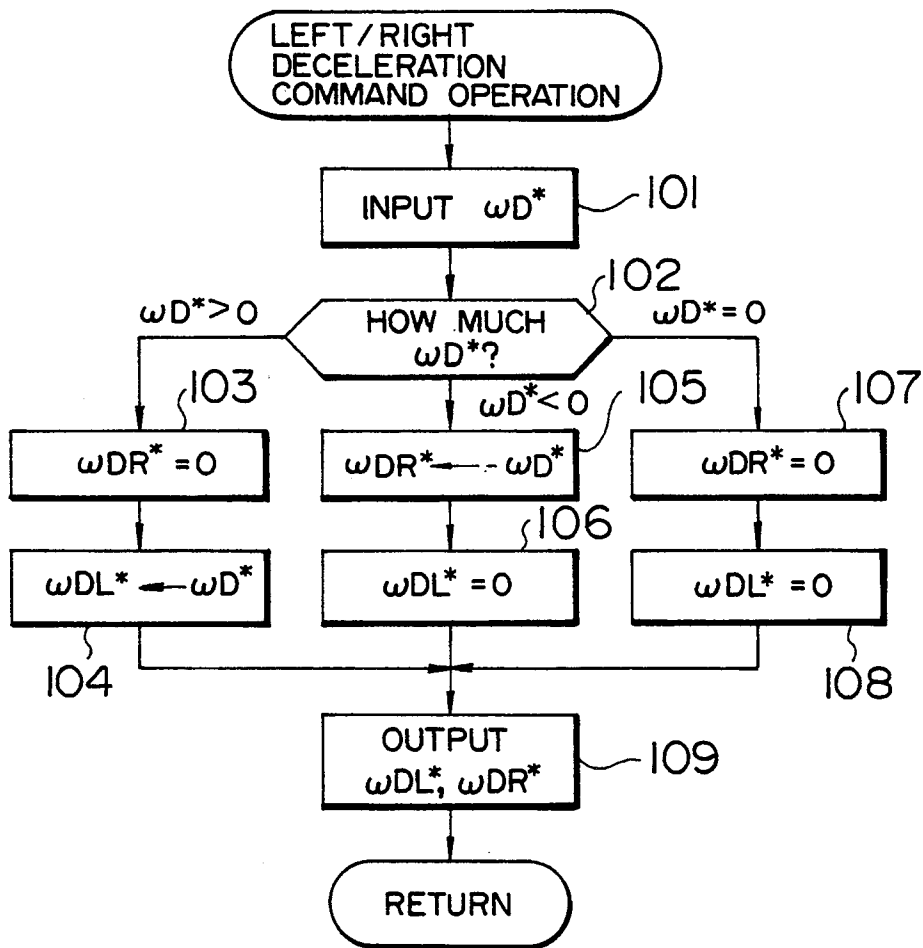 LEFT/RIGHT
DECELERATION
COMMAND OPERATION
INPUT ωD*
101
102
HOW MUCH
ωD*?
ωD*>0
ωD*<0
ωD*=0
103
ωDR*=0
ωDL* ← ωD*
104
105
ωDR* ← -ωD*
106
ωDL*=0
107
ωDR*=0
ωDL*=0
108
OUTPUT
ωDL*, ωDR*
109
RETURN